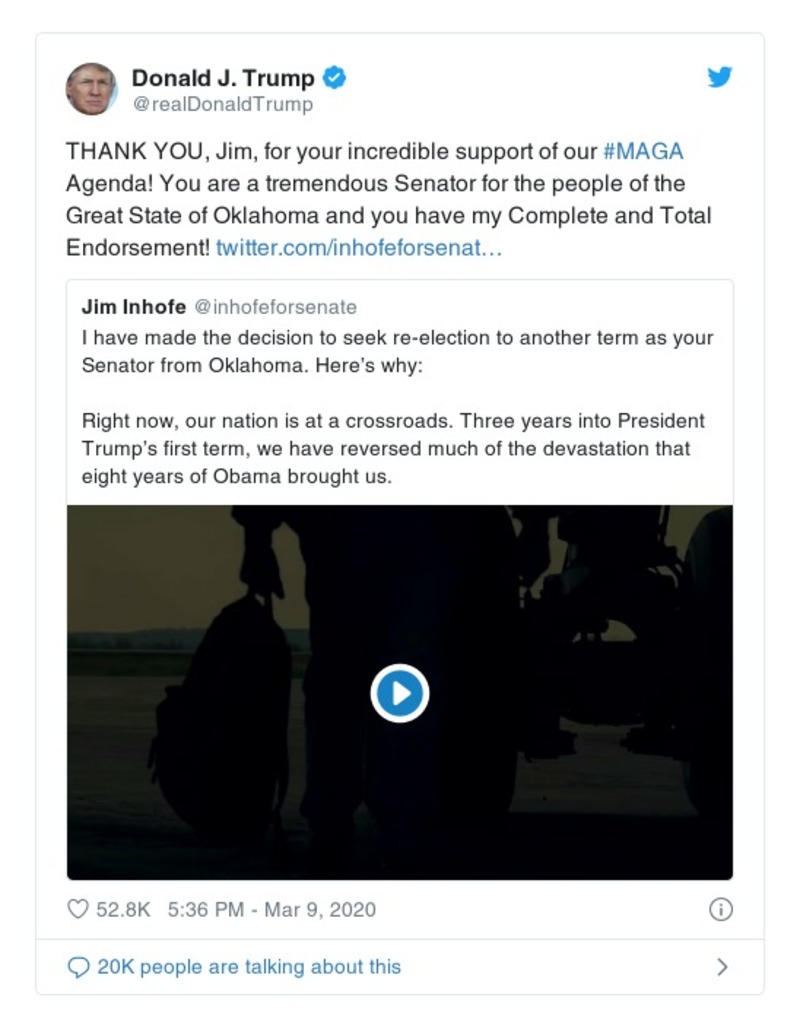 Donald J. Trump
@realDonaldTrump
THANK YOU, Jim, for your incredible support of our #MAGA
Agenda! You are a tremendous Senator for the people of the
Great State of Oklahoma and you have my Complete and Total
Endorsement! twitter.com/inhofeforsenat…
Jim Inhofe @inhofeforsenate
I have made the decision to seek re-election to another term as your
Senator from Oklahoma. Here's why:
Right now, our nation is at a crossroads. Three years into President
Trump's first term, we have reversed much of the devastation that
eight years of Obama brought us.
52.8K 5:36 PM - Mar 9, 2020
20K people are talking about this